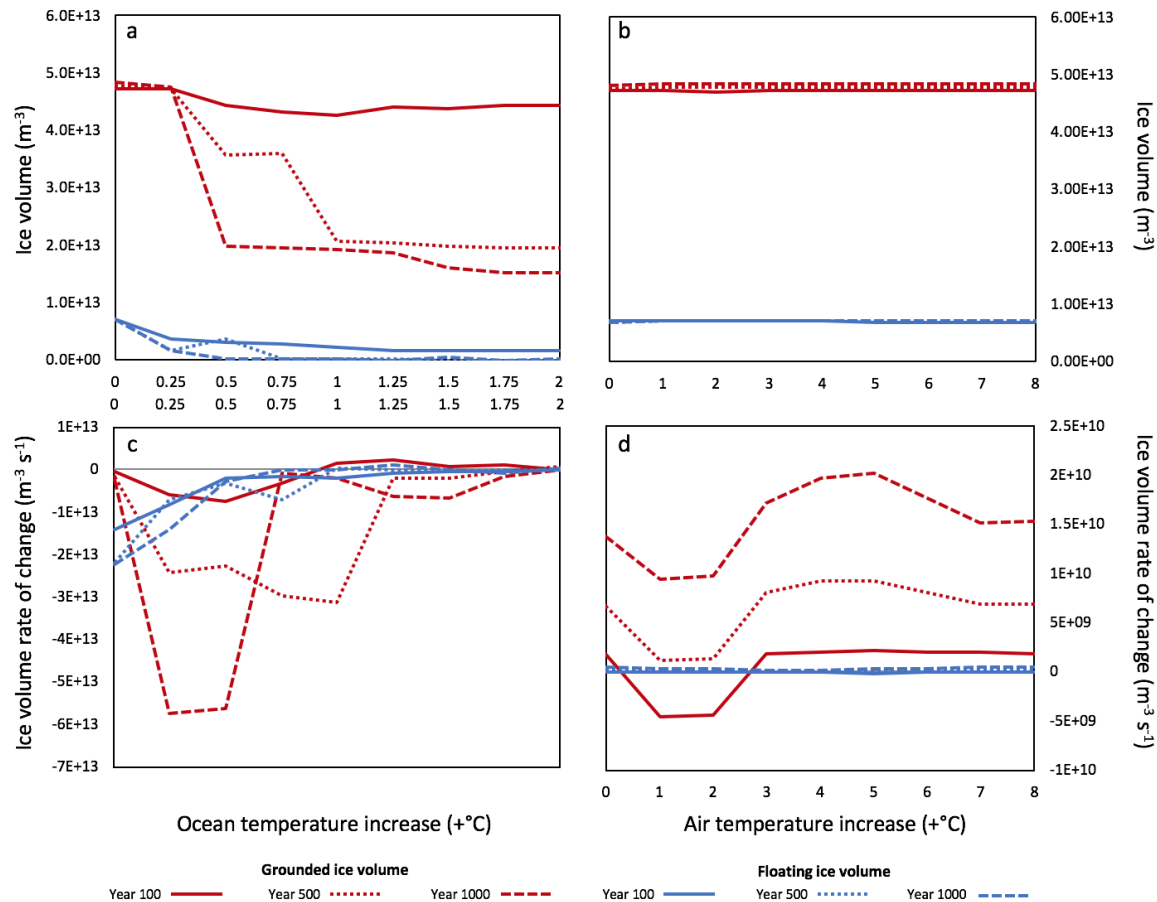 a
6.0E+13
5.0E+13
4.0E+13
3.0E+13
2.0E+13
1.0E+13
0.0E+00
Ice volume (m⁻³)
0 0.25 0.5 0.75 1 1.25 1.5 1.75 2
b
6.00E+13
5.00E+13
4.00E+13
3.00E+13
2.00E+13
1.00E+13
0.00E+00
Ice volume (m⁻³)
0 1 2 3 4 5 6 7 8
0 0.25 0.5 0.75 1 1.25 1.5 1.75 2
c
1E+13
0
-1E+13
-2E+13
-3E+13
-4E+13
-5E+13
-6E+13
-7E+13
Ice volume rate of change (m⁻³ s⁻¹)
d
2.5E+10
2E+10
1.5E+10
1E+10
5E+09
0
-5E+09
-1E+10
Ice volume rate of change (m⁻³ s⁻¹)
0 1 2 3 4 5 6 7 8
Ocean temperature increase (+°C)
Air temperature increase (+°C)
Grounded ice volume
Year 100 Year 500 Year 1000
Floating ice volume
Year 100 Year 500 Year 1000